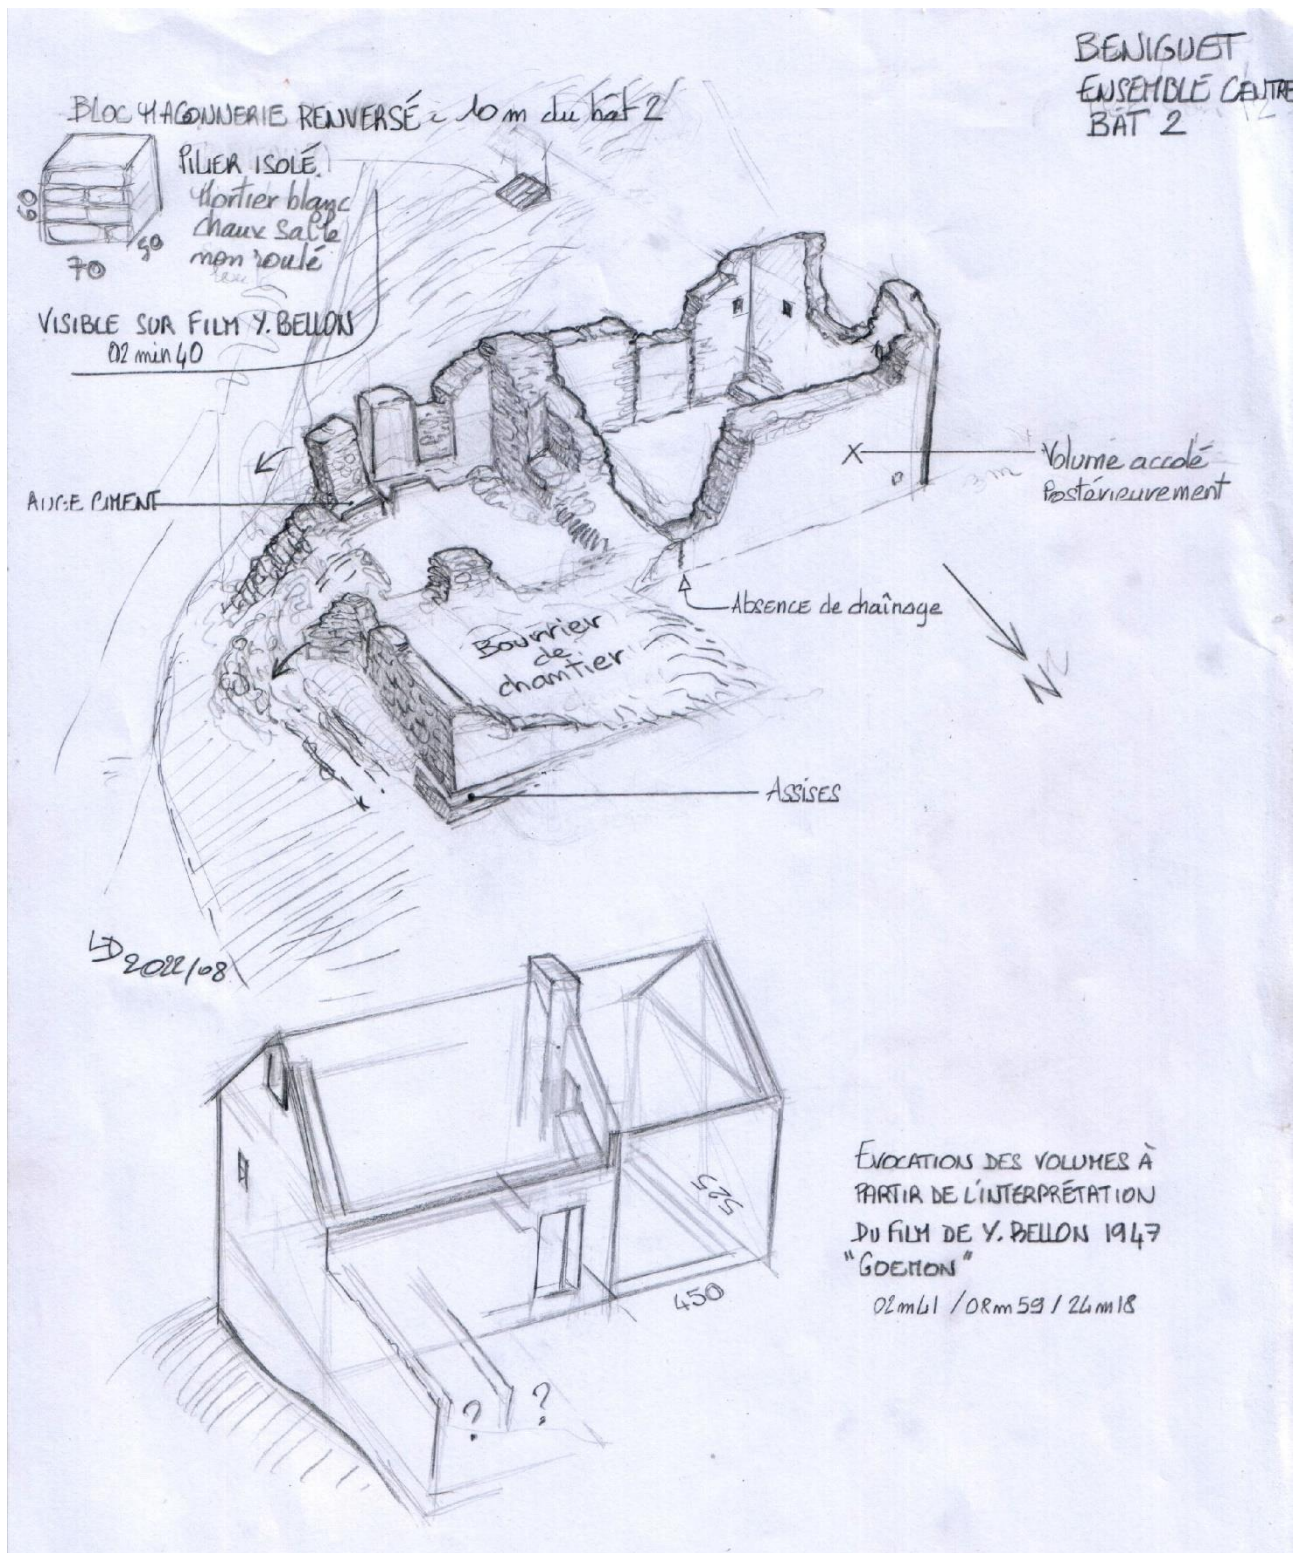 BENIGUET
ENSEMBLE CENTRE
BÂT 2
BLOC MAÇONNERIE RENVERSÉ ≈ 10 m du bât 2
PILIER ISOLÉ
Mortier blanc
chaux sable
non roulé
60
70
90
VISIBLE SUR FILM Y. BELLON
02 min 40
AUGE CIMENT
X
Volume accolé
Postérieurement
Absence de chaînage
N
Bourrier
de
chantier
ASSISES
LD 2022/08
525
450
? ?
EVOCATION DES VOLUMES À
PARTIR DE L'INTERPRÉTATION
DU FILM DE Y. BELLON 1947
"GOEMON"
02m41 / 08m59 / 24m18